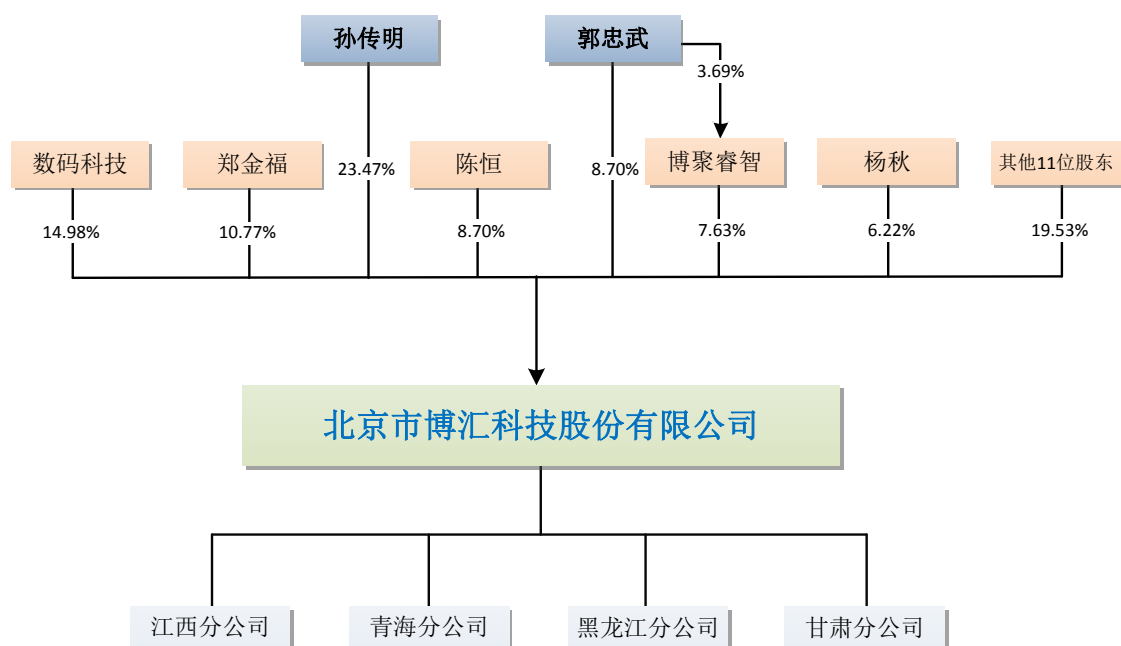 孙传明
郭忠武
3.69%
数码科技
郑金福
23.47%
陈恒
8.70%
博聚睿智
杨秋
其他11位股东
14.98%
10.77%
8.70%
7.63%
6.22%
19.53%
北京市博汇科技股份有限公司
江西分公司
青海分公司
黑龙江分公司
甘肃分公司